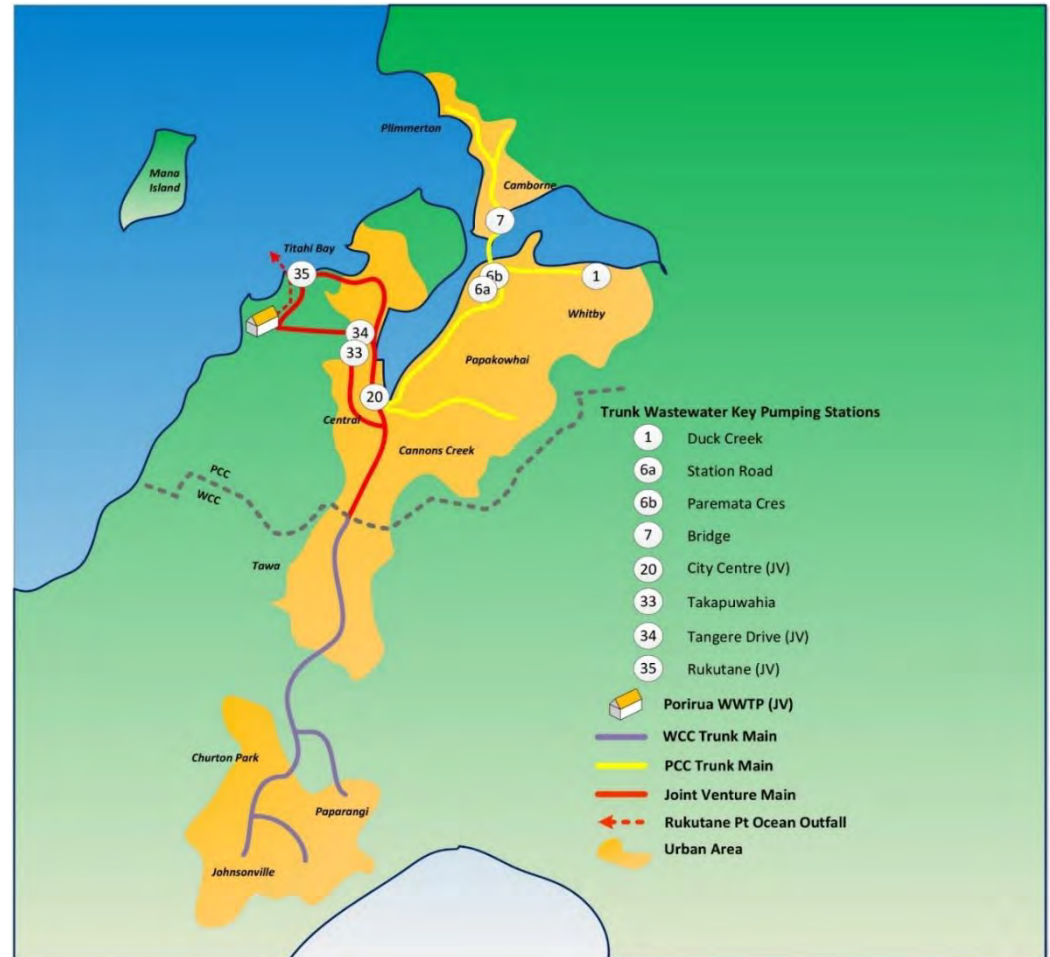 Plimmerton
Mana
Island
Camborne
7
Titahi Bay
35
6b
1
6a
Whitby
34
33
Papakowhai
20
Central
Cannons Creek
PCC
WCC
Tawa
Churton Park
Paparangi
Johnsonville
Trunk Wastewater Key Pumping Stations
1 Duck Creek
6a Station Road
6b Paremata Cres
7 Bridge
20 City Centre (JV)
33 Takapuwahia
34 Tangere Drive (JV)
35 Rukutane (JV)
Porirua WWTP (JV)
WCC Trunk Main
PCC Trunk Main
Joint Venture Main
Rukutane Pt Ocean Outfall
Urban Area